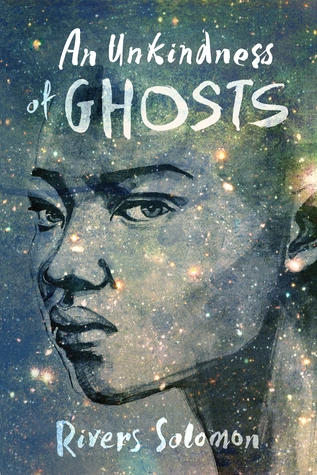 An Unkindness
of GHOSTS
Rivers Solomon